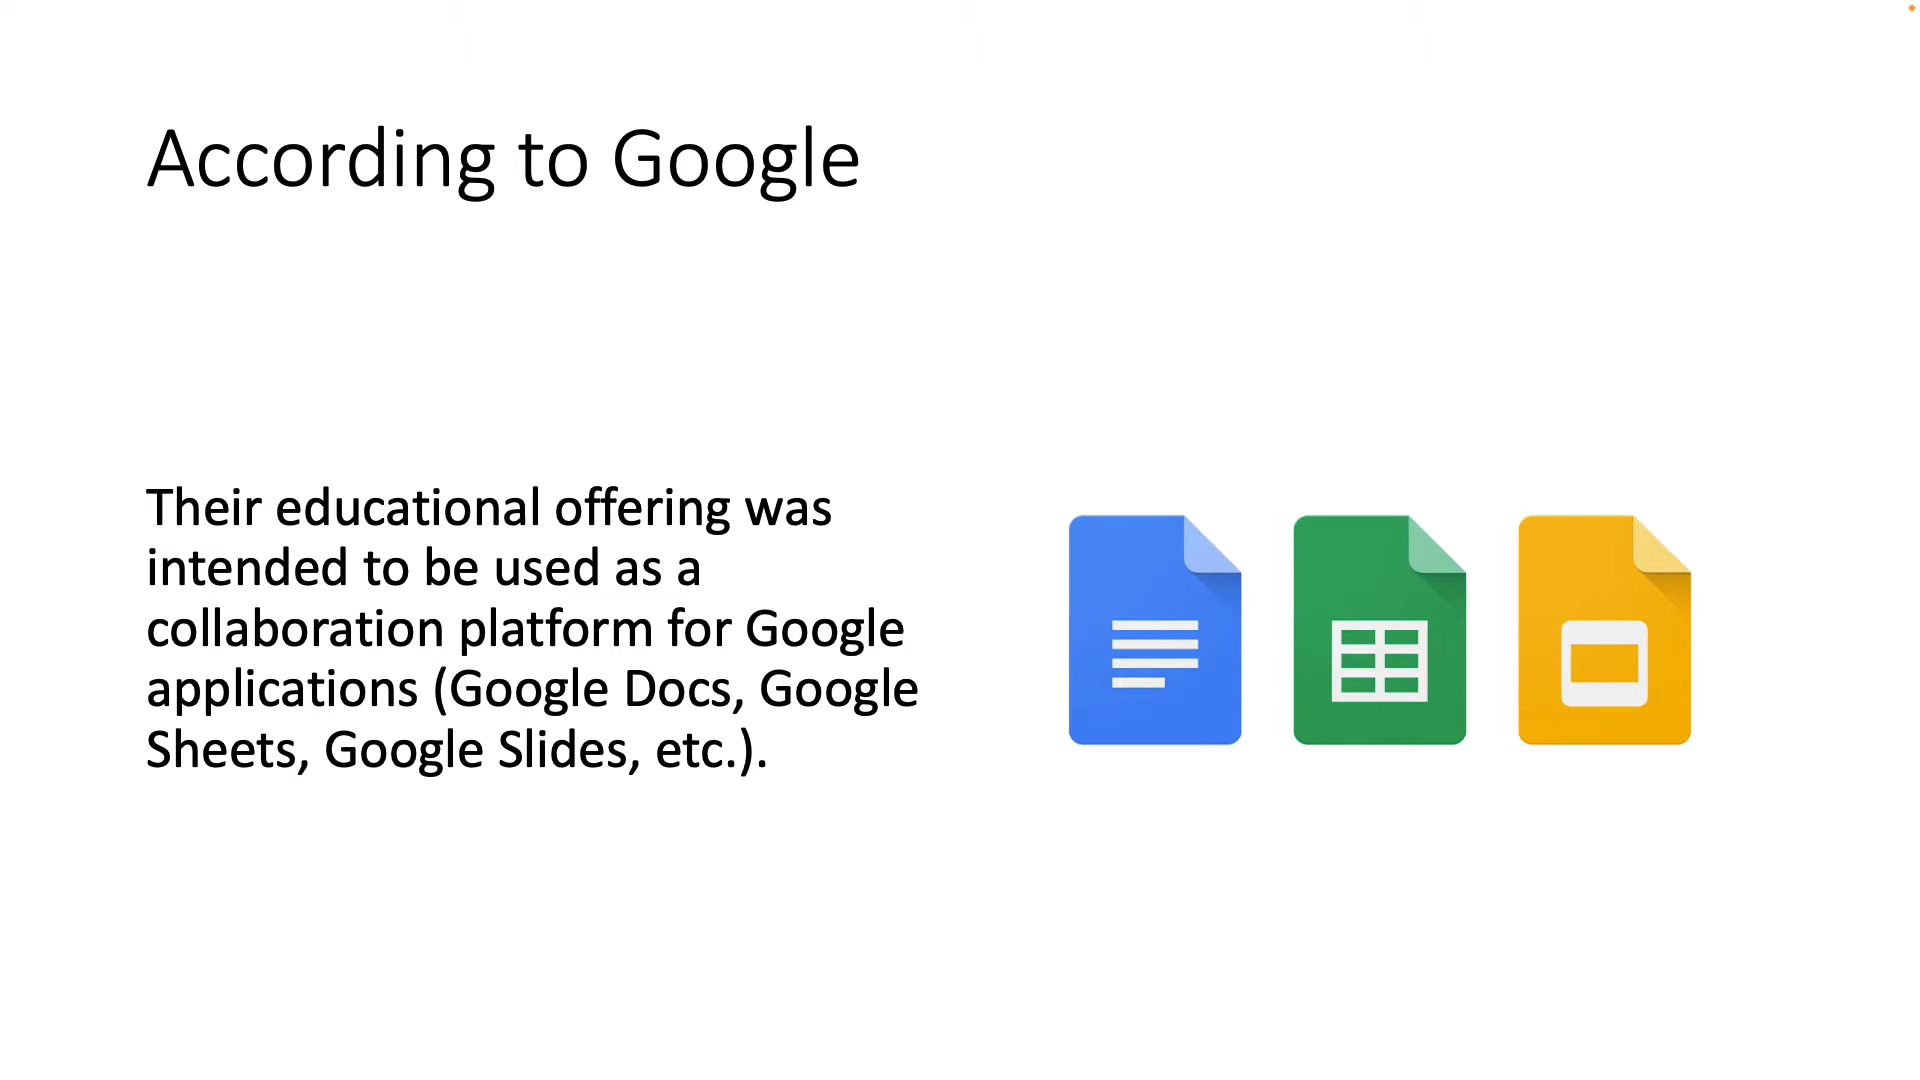 According to Google
Their educational offering was
intended to be used as a
collaboration platform for Google
applications (Google Docs, Google
Sheets, Google Slides, etc.).